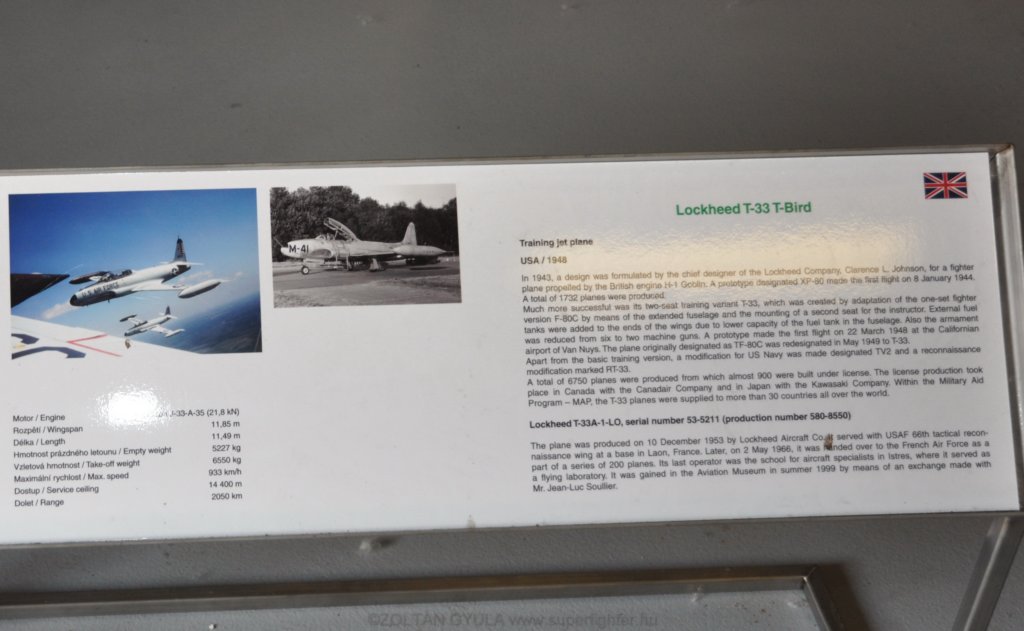 U.S. AIR FORCE
M-41
Lockheed T-33 T-Bird
Training jet plane
USA / 1948
In 1943, a design was formulated by the chief designer of the Lockheed Company, Clarence L. Johnson, for a fighter
plane propelled by the British engine H-1 Goblin. A prototype designated XP-80 made the first flight on 8 January 1944.
A total of 1732 planes were produced.
Much more successful was its two-seat training variant T-33, which was created by adaptation of the one-set fighter
version F-80C by means of the extended fuselage and the mounting of a second seat for the instructor. External fuel
tanks were added to the ends of the wings due to lower capacity of the fuel tank in the fuselage. Also the armament
was reduced from six to two machine guns. A prototype made the first flight on 22 March 1948 at the Californian
airport of Van Nuys. The plane originally designated as TF-80C was redesignated in May 1949 to T-33.
Apart from the basic training version, a modification for US Navy was made designated TV2 and a reconnaissance
modification marked RT-33.
A total of 6750 planes were produced from which almost 900 were built under license. The license production took
place in Canada with the Canadair Company and in Japan with the Kawasaki Company. Within the Military Aid
Program – MAP, the T-33 planes were supplied to more than 30 countries all over the world.
Lockheed T-33A-1-LO, serial number 53-5211 (production number 580-8550)
The plane was produced on 10 December 1953 by Lockheed Aircraft Co. It served with USAF 66th tactical recon-
naissance wing at a base in Laon, France. Later, on 2 May 1966, it was handed over to the French Air Force as a
part of a series of 200 planes. Its last operator was the school for aircraft specialists in Istres, where it served as
a flying laboratory. It was gained in the Aviation Museum in summer 1999 by means of an exchange made with
Mr. Jean-Luc Soullier.
Motor / Engine J-33-A-35 (21,8 kN)
Rozpětí / Wingspan 11,85 m
Délka / Length 11,49 m
Hmotnost prázdného letounu / Empty weight 5227 kg
Vzletová hmotnost / Take-off weight 6550 kg
Maximální rychlost / Max. speed 933 km/h
Dostup / Service ceiling 14 400 m
Dolet / Range 2050 km
©ZOLTAN GYULA www.superfighter.hu